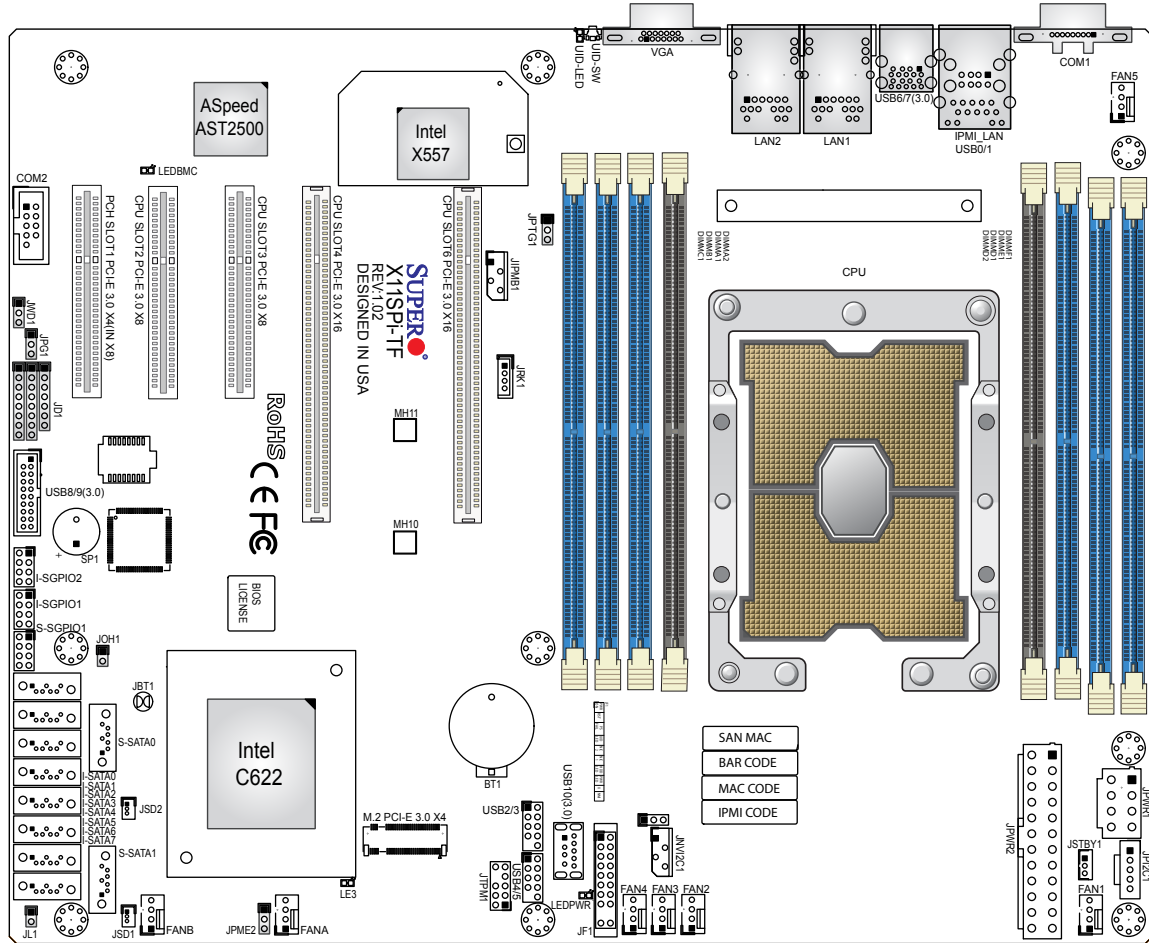 UID-LED
UID-SW
VGA
LAN2
LAN1
USB6/7(3.0)
IPMI_LAN
USB0/1
COM1
FAN5
ASpeed
AST2500
Intel
X557
LEDBMC
COM2
PCH SLOT1 PCI-E 3.0 X4(IN X8)
CPU SLOT2 PCI-E 3.0 X8
CPU SLOT3 PCI-E 3.0 X8
CPU SLOT4 PCI-E 3.0 X16
CPU SLOT6 PCI-E 3.0 X16
JPTG1
JIPMB1
SUPER
X11SPi-TF
REV:1.02
DESIGNED IN USA
JRK1
DIMMA2
DIMMA1
DIMMB1
DIMMC1
DIMMF1
DIMME1
DIMMD1
DIMMD2
CPU
JWD1
JPG1
JD1
RoHS
CE FC
MH11
MH10
USB8/9(3.0)
+
SP1
I-SGPIO2
I-SGPIO1
S-SGPIO1
BIOS
LICENSE
JOH1
JBT1
Intel
C622
S-SATA0
I-SATA0
I-SATA1
I-SATA2
I-SATA3
I-SATA4
I-SATA5
I-SATA6
I-SATA7
S-SATA1
JSD2
BT1
M.2 PCI-E 3.0 X4
USB2/3
USB10(3.0)
SAN MAC
BAR CODE
MAC CODE
IPMI CODE
JNVI2C1
JPWR2
JPWR1
JSTBY1
JPI2C1
JTPM1
USB4/5
LEDPWR
JF1
FAN4
FAN3
FAN2
FAN1
LE3
JL1
JSD1
FANB
JPME2
FANA